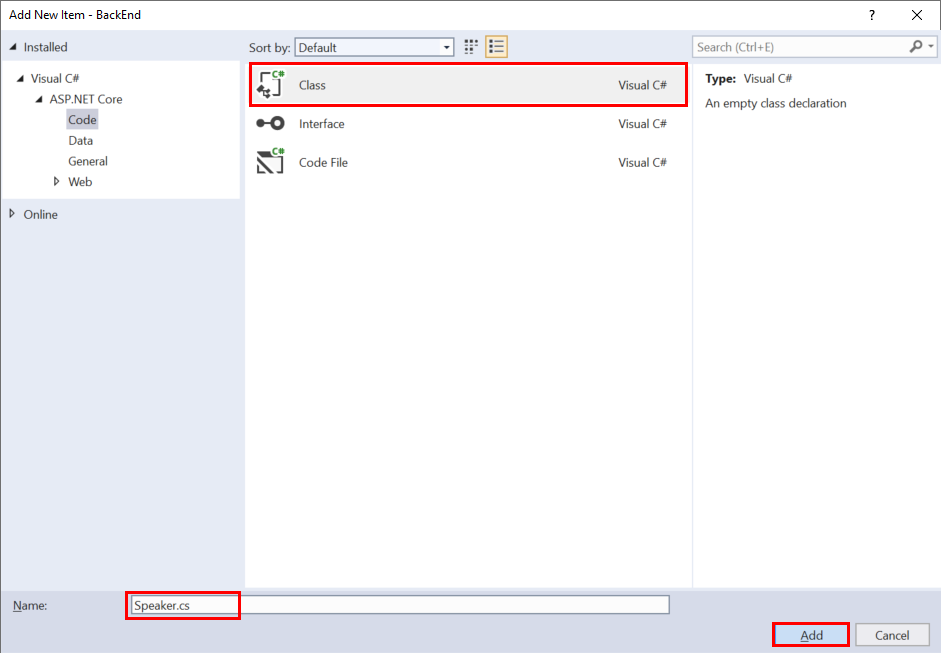 Add New Item - BackEnd ?
Installed
Sort by: Default
Search (Ctrl+E)
Visual C#
ASP.NET Core
Code
Data
General
Web
Online
C# Class Visual C#
Interface Visual C#
C# Code File Visual C#
Type: Visual C#
An empty class declaration
Name: Speaker.cs
Add Cancel